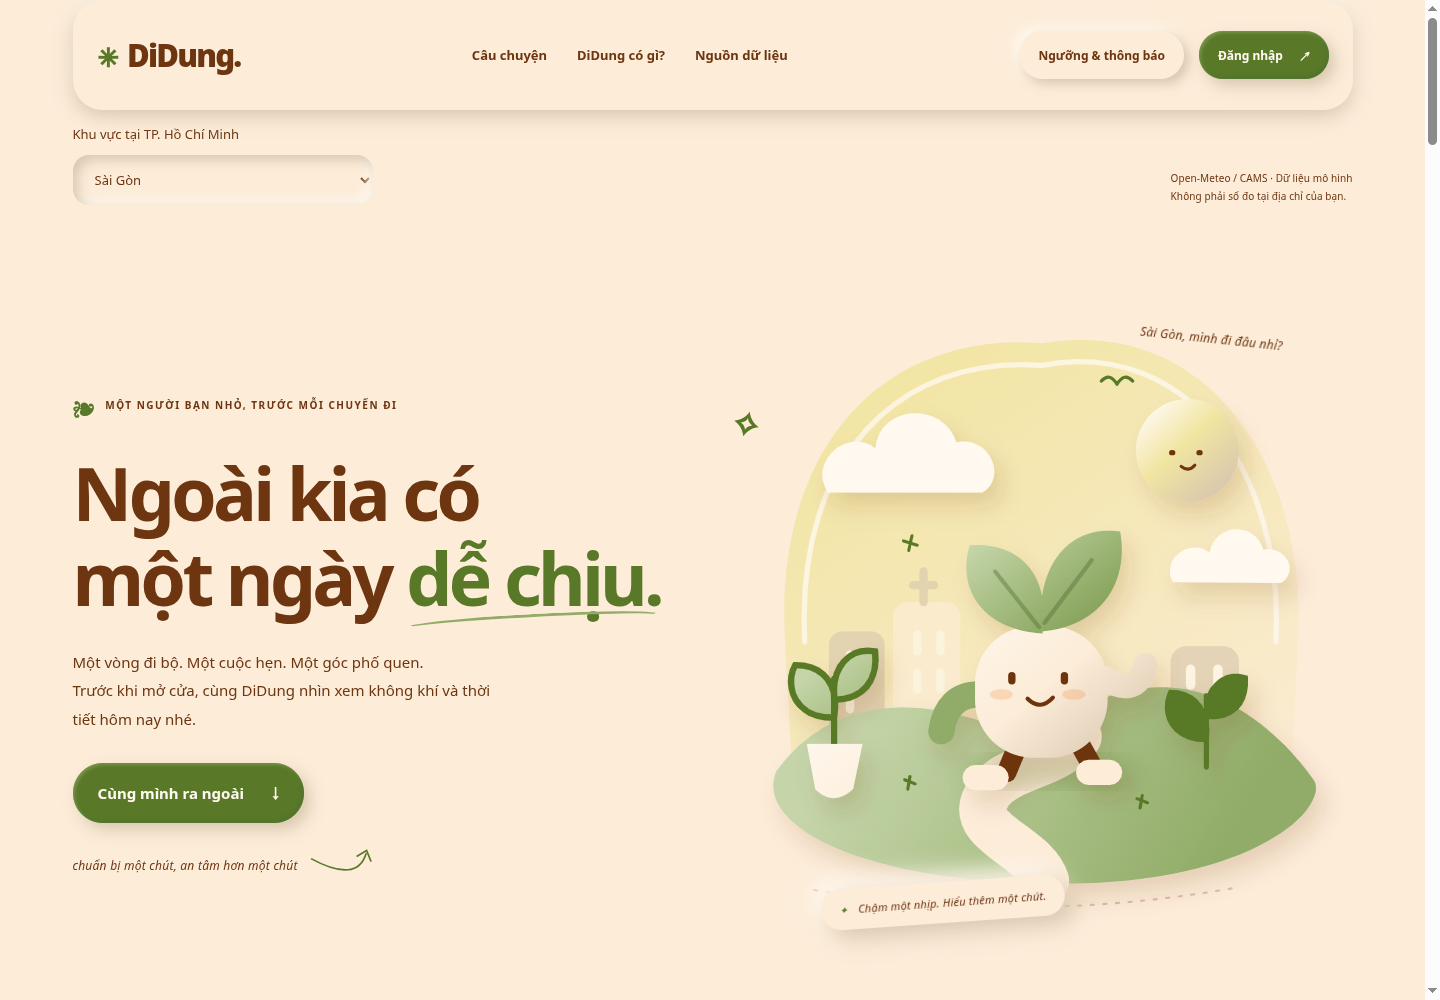 DiDung.
Câu chuyện
DiDung có gì?
Nguồn dữ liệu
Ngưỡng & thông báo
Đăng nhập ↗
Khu vực tại TP. Hồ Chí Minh
Sài Gòn
Open-Meteo / CAMS · Dữ liệu mô hình
Không phải số đo tại địa chỉ của bạn.
Sài Gòn, mình đi đâu nhỉ?
MỘT NGƯỜI BẠN NHỎ, TRƯỚC MỖI CHUYẾN ĐI
Ngoài kia có
một ngày dễ chịu.
Một vòng đi bộ. Một cuộc hẹn. Một góc phố quen.
Trước khi mở cửa, cùng DiDung nhìn xem không khí và thời
tiết hôm nay nhé.
Cùng mình ra ngoài ↓
chuẩn bị một chút, an tâm hơn một chút
Chậm một nhịp. Hiểu thêm một chút.